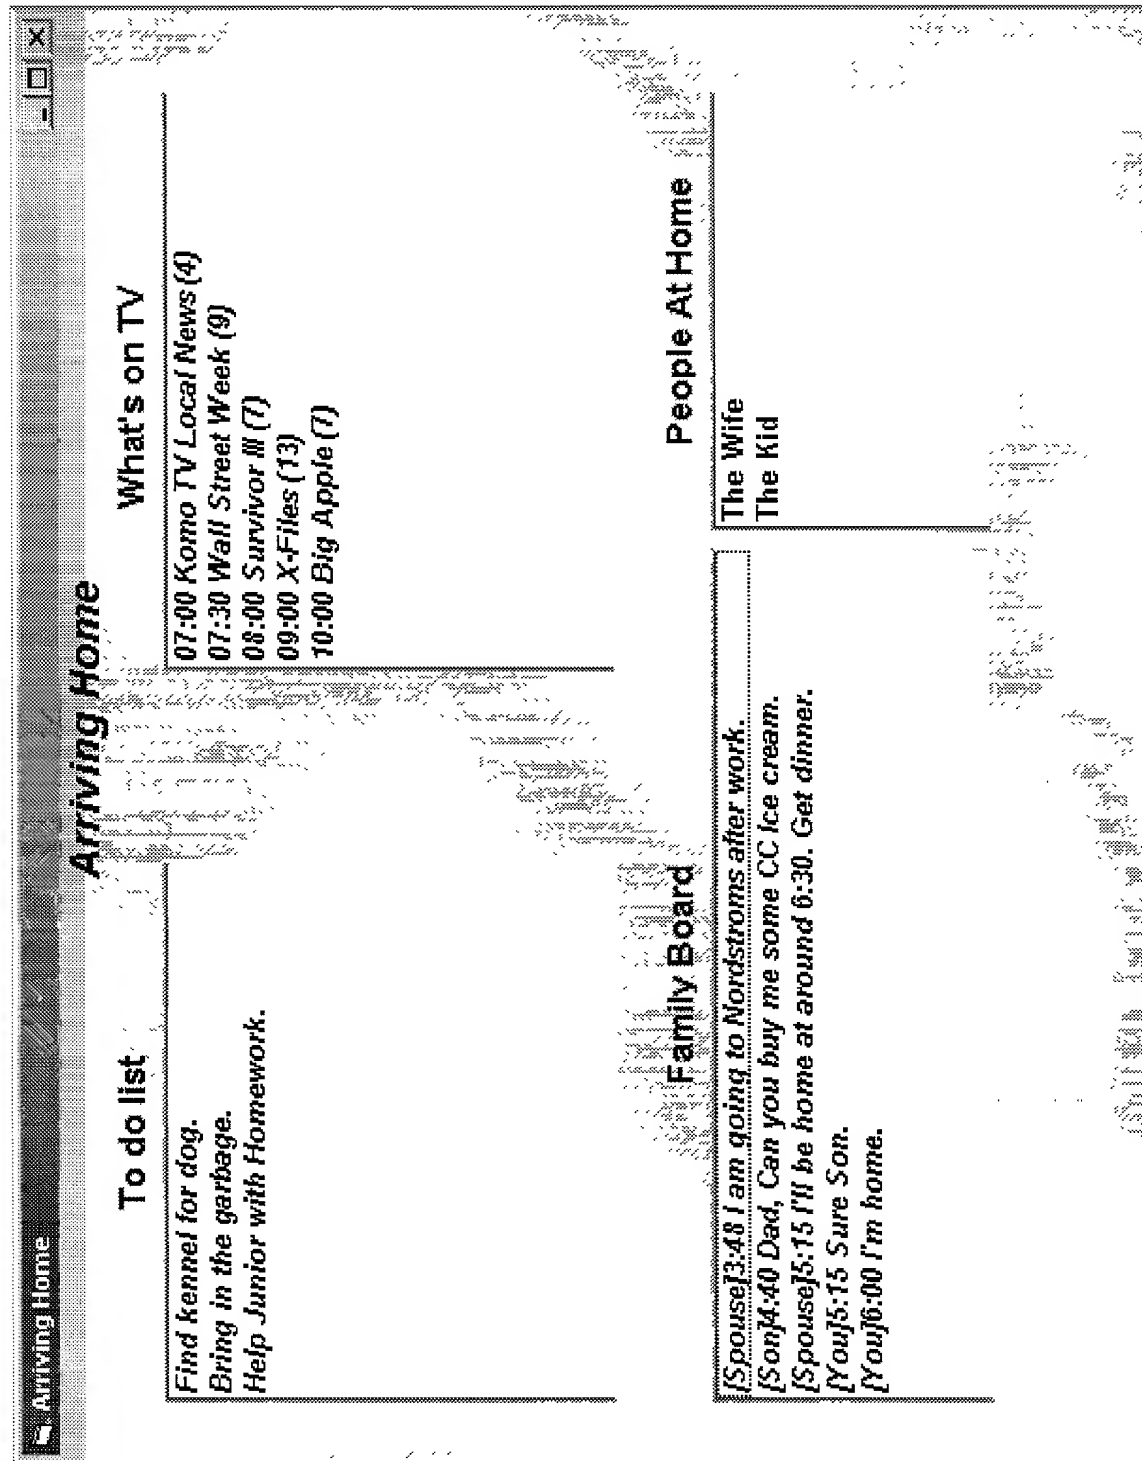 Arriving Home
Arriving Home
To do list
Find kennel for dog.
Bring in the garbage.
Help Junior with Homework.
What's on TV
07:00 Komo TV Local News (4)
07:30 Wall Street Week (9)
08:00 Survivor III (7)
09:00 X-Files (13)
10:00 Big Apple (7)
Family Board
[Spouse]3:48 I am going to Nordstroms after work.
[Son]4:40 Dad, Can you buy me some CC Ice cream.
[Spouse]5:15 I'll be home at around 6:30. Get dinner.
[You]5:15 Sure Son.
[You]6:00 I'm home.
People At Home
The Wife
The Kid